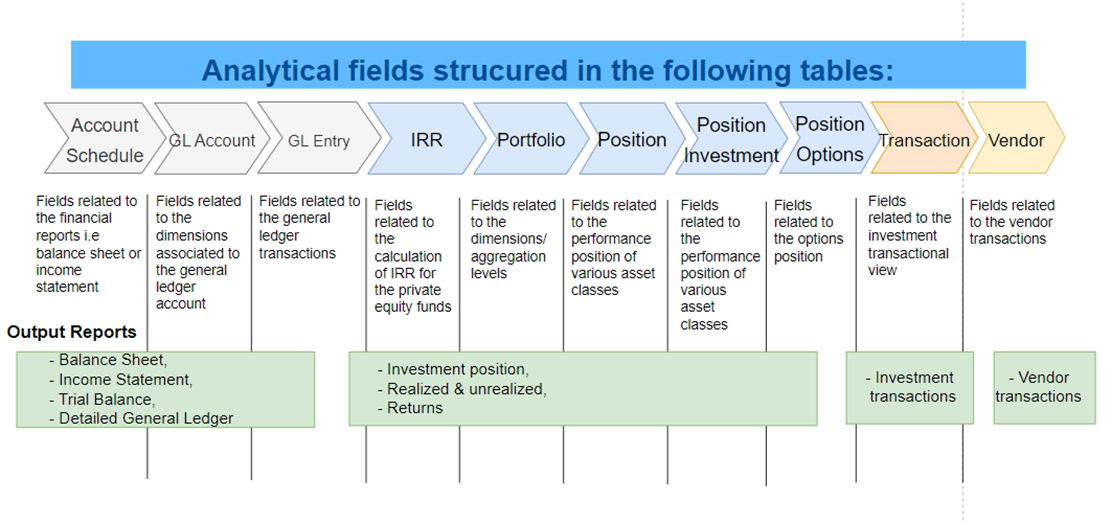 Analytical fields strucured in the following tables:
Account
Schedule
GL Account
GL Entry
IRR
Portfolio
Position
Position
Investment
Position
Options
Transaction
Vendor
Fields related to
the financial
reports i.e
balance sheet or
income
statement
Fields related
to the
dimensions
associated to
the general
ledger
account
Fields related to
the general
ledger
transactions
Fields
related to
the
calculation
of IRR for
the private
equity funds
Fields related
to the
dimensions/
aggregation
levels
Fields related
to the
performance
position of
various asset
classes
Fields
related to
the
performance
position of
various
asset
classes
Fields
related to
the options
position
Fields
related to the
investment
transactional
view
Fields related
to the vendor
transactions
Output Reports
- Balance Sheet,
- Income Statement,
- Trial Balance,
- Detailed General Ledger
- Investment position,
- Realized & unrealized,
- Returns
- Investment
transactions
- Vendor
transactions